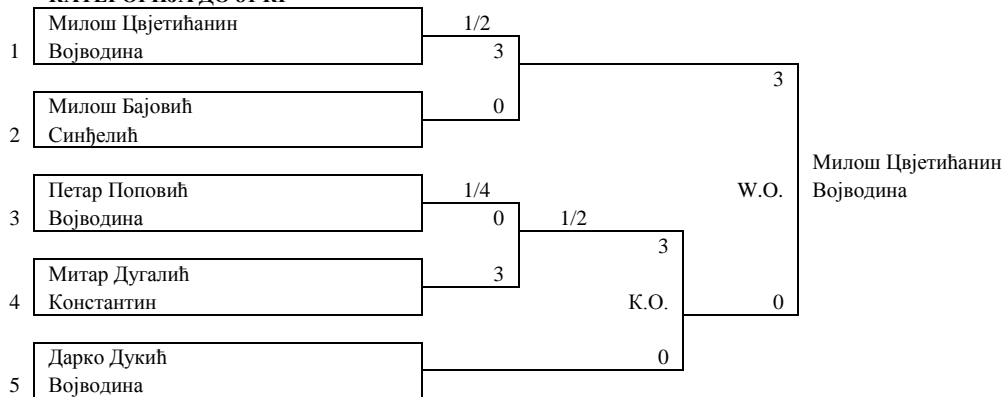 Милош Цвјетићанин 1/2
1 Војводина 3
3
Милош Бајовић 0
2 Синђелић
Милош Цвјетићанин
Петар Поповић 1/4 W.O. Војводина
3 Војводина 0 1/2
3
Митар Дугалић 3
4 Константин К.О. 0
Дарко Дукић 0
5 Војводина